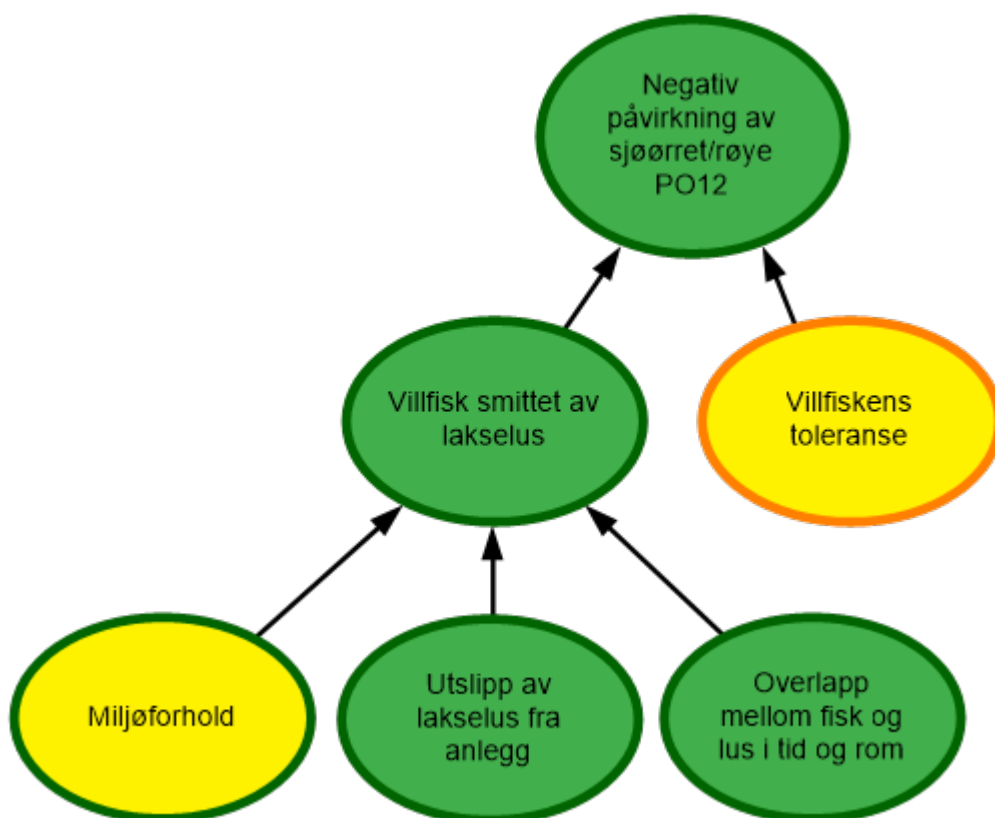 Negativ
påvirkning av
sjøørret/røye
PO12
Villfisk smittet av
lakselus
Villfiskens
toleranse
Miljøforhold
Utslipp av
lakselus fra
anlegg
Overlapp
mellom fisk og
lus i tid og rom